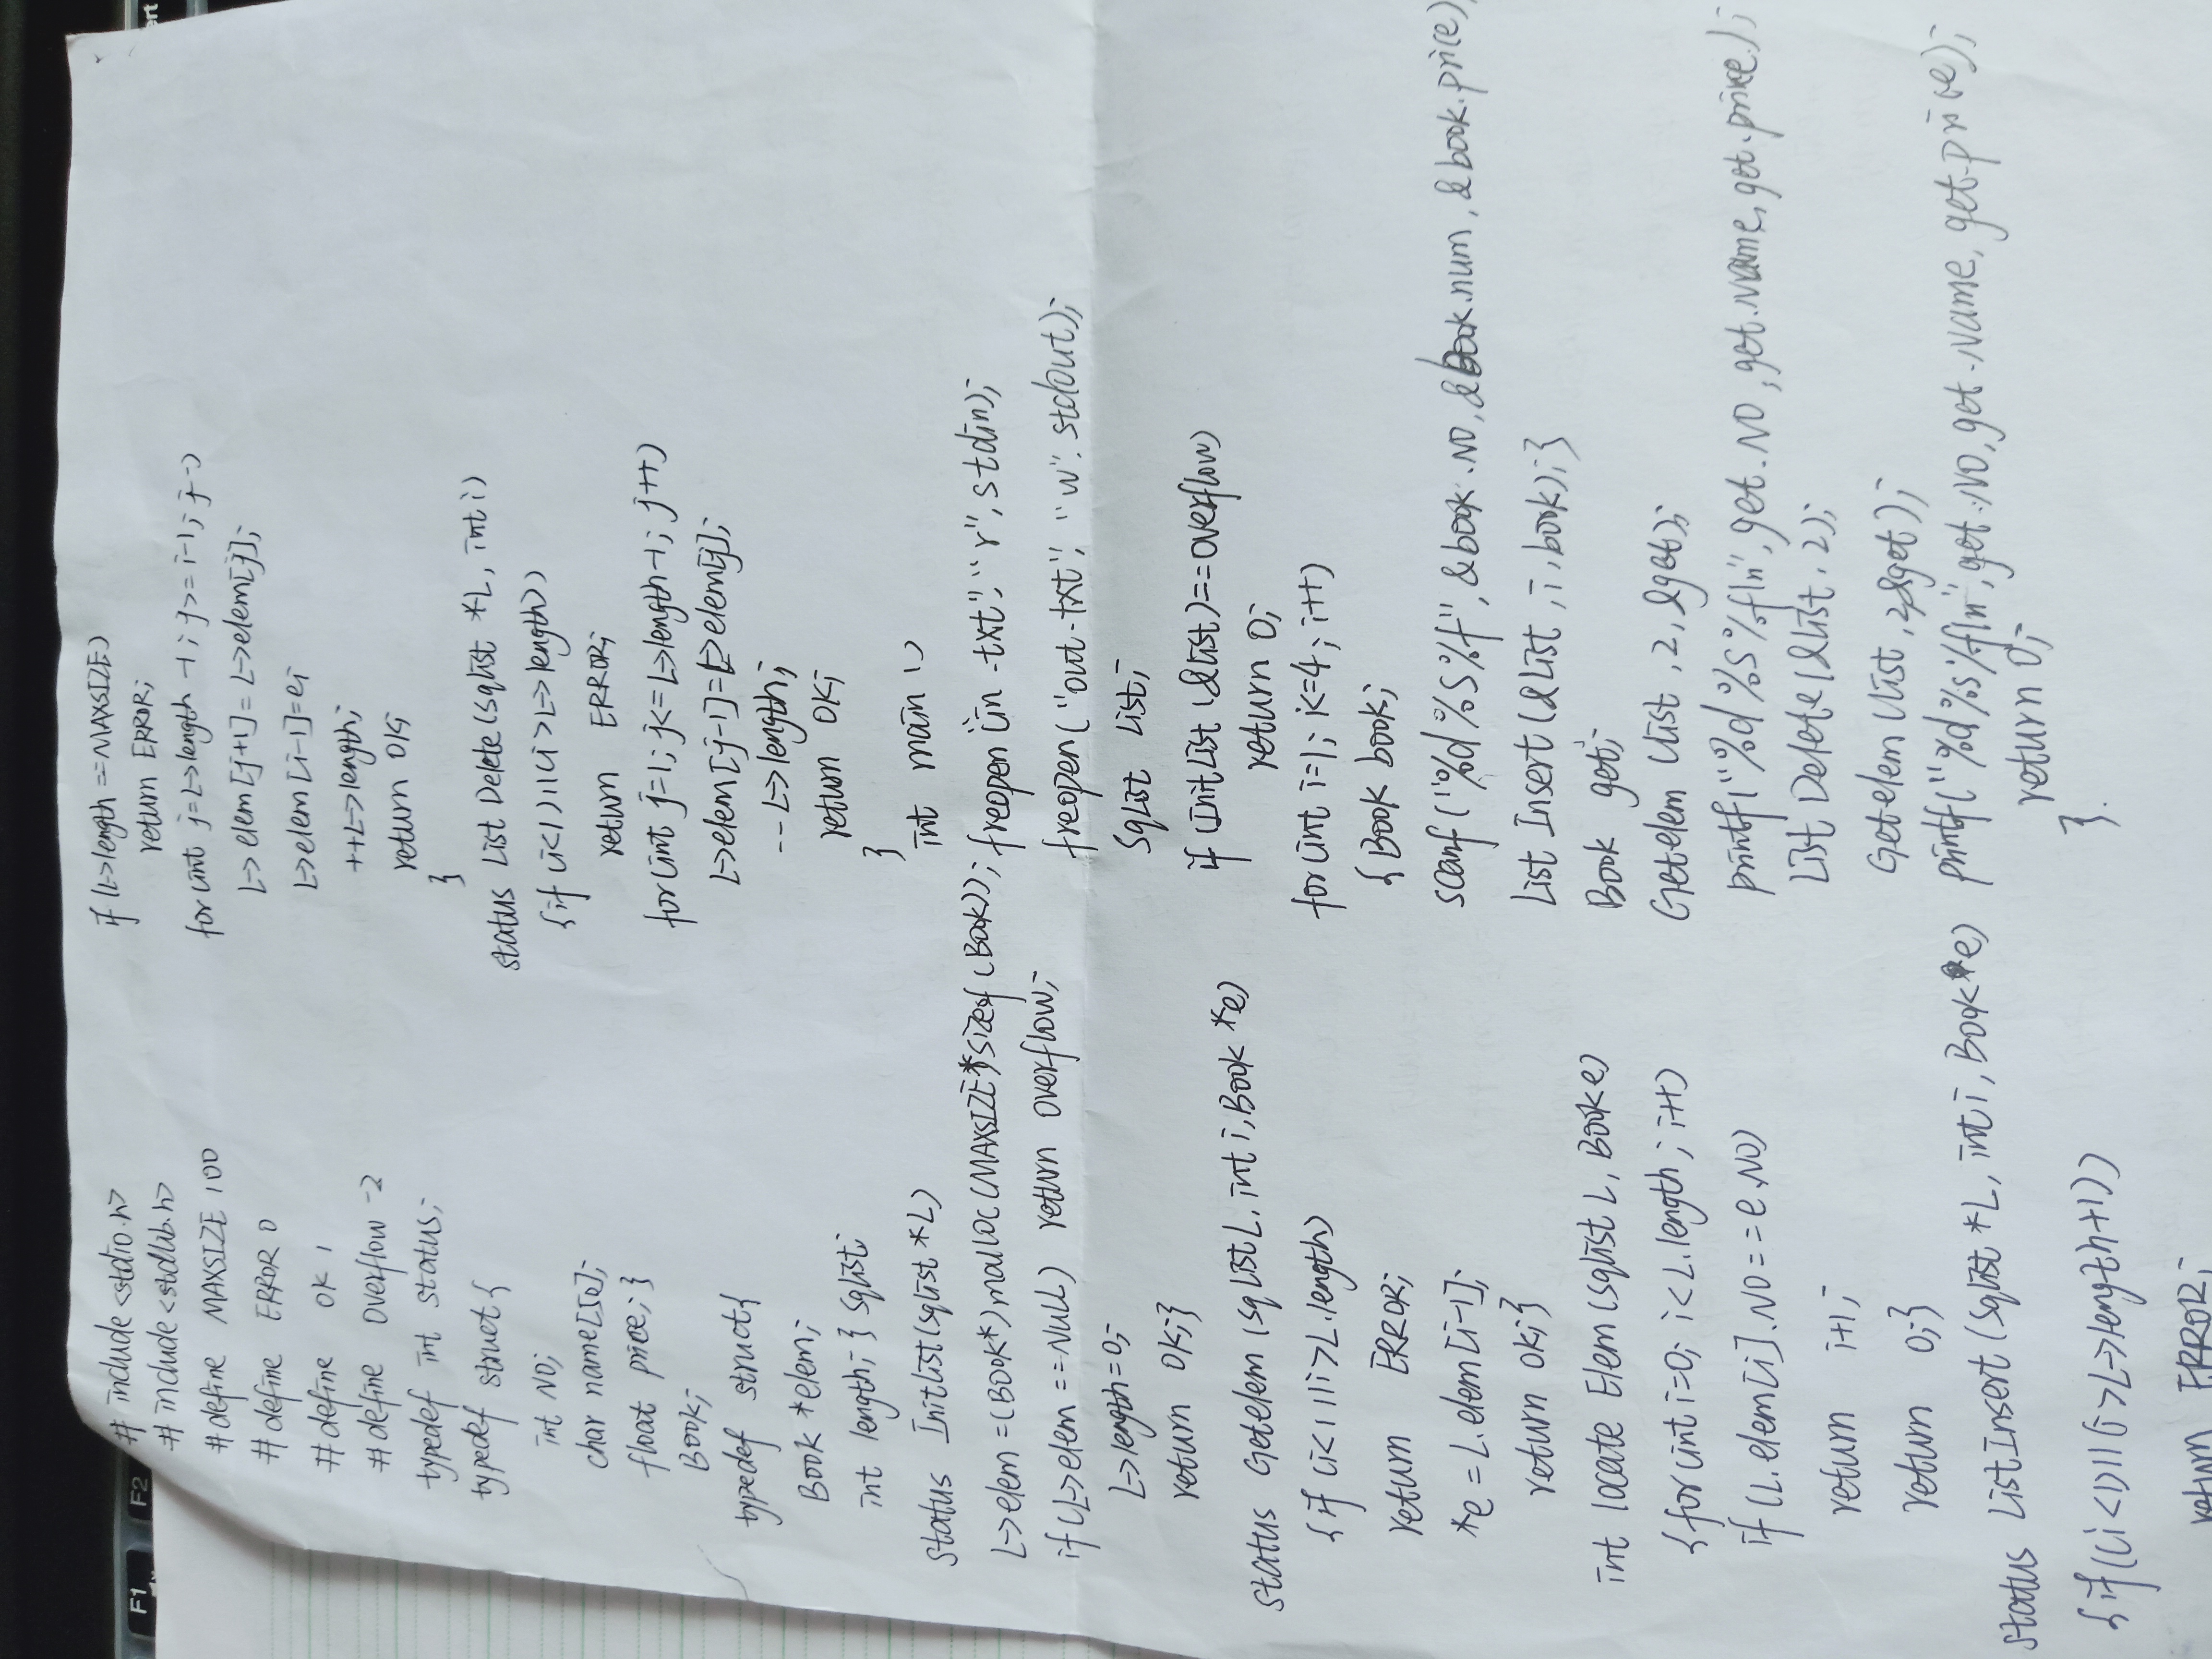 #include<stdio.h>
#include<stdlib.h>
#define MAXSIZE 100
#define ERROR 0
#define OK 1
#define Overflow -2
typedef int status;
typedef struct{
int NO;
char name[50];
float price;}
Book;
typedef struct{
Book *elem;
int length;} sqlist
status Initlist(sqlist *L)
L->elem=(Book*)malloc(MAXSIZE*sizeof(Book));
if(L->elem==NULL) return overflow;
L->length=0;
return OK;}
status Getelem(sqlist L,int i,Book *e)
{if (i<1||i>L.length)
return ERROR;
*e=L.elem[i-1];
return OK;}
int locate Elem(sqlist L,Book e)
{for(int i=0;i<L.length;i++)
if (L.elem[i].NO==e.NO)
return i+1;
return 0;}
status ListInsert(sqlist *L,int i,Book*e)
{if((i<1)||(i>L->length+1))
return ERROR;
if (L->length==MAXSIZE)
return ERROR;
for(int j=L->length-1;j>=i-1;j--)
L->elem[j+1]=L->elem[j];
L->elem[i-1]=e;
++L->length;
return OK;
}
status List Delete(sqlist *L,int i)
{if (i<1)||(i>L->length))
return ERROR;
for(int j=i;j<=L->length-1;j++)
L->elem[j-1]=L->elem[j];
--L->length;
return OK;
}
int main()
freopen(in.txt","r",stdin);
freopen("out.txt","w".stdout);
SqList List;
if (InitList(&List)==overflow)
return 0;
for(int i=1;i<=4;i++)
{Book book;
scanf("%d%s%f",&book.NO,&book.num,&book.price);
List Insert(&List,i,book);}
Book get;
Getelem(list,2,&get);
printf("%d%s%f\n",get.NO,get.name,get.price);
List Delete(&list,2);
Getelem(list,2,&get);
printf("%d%s%f\n",get.NO,get.name,get.price);
return 0;
}
F1
F2